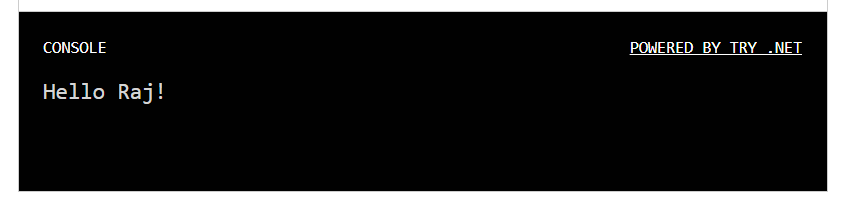 CONSOLE POWERED BY TRY .NET
Hello Raj!